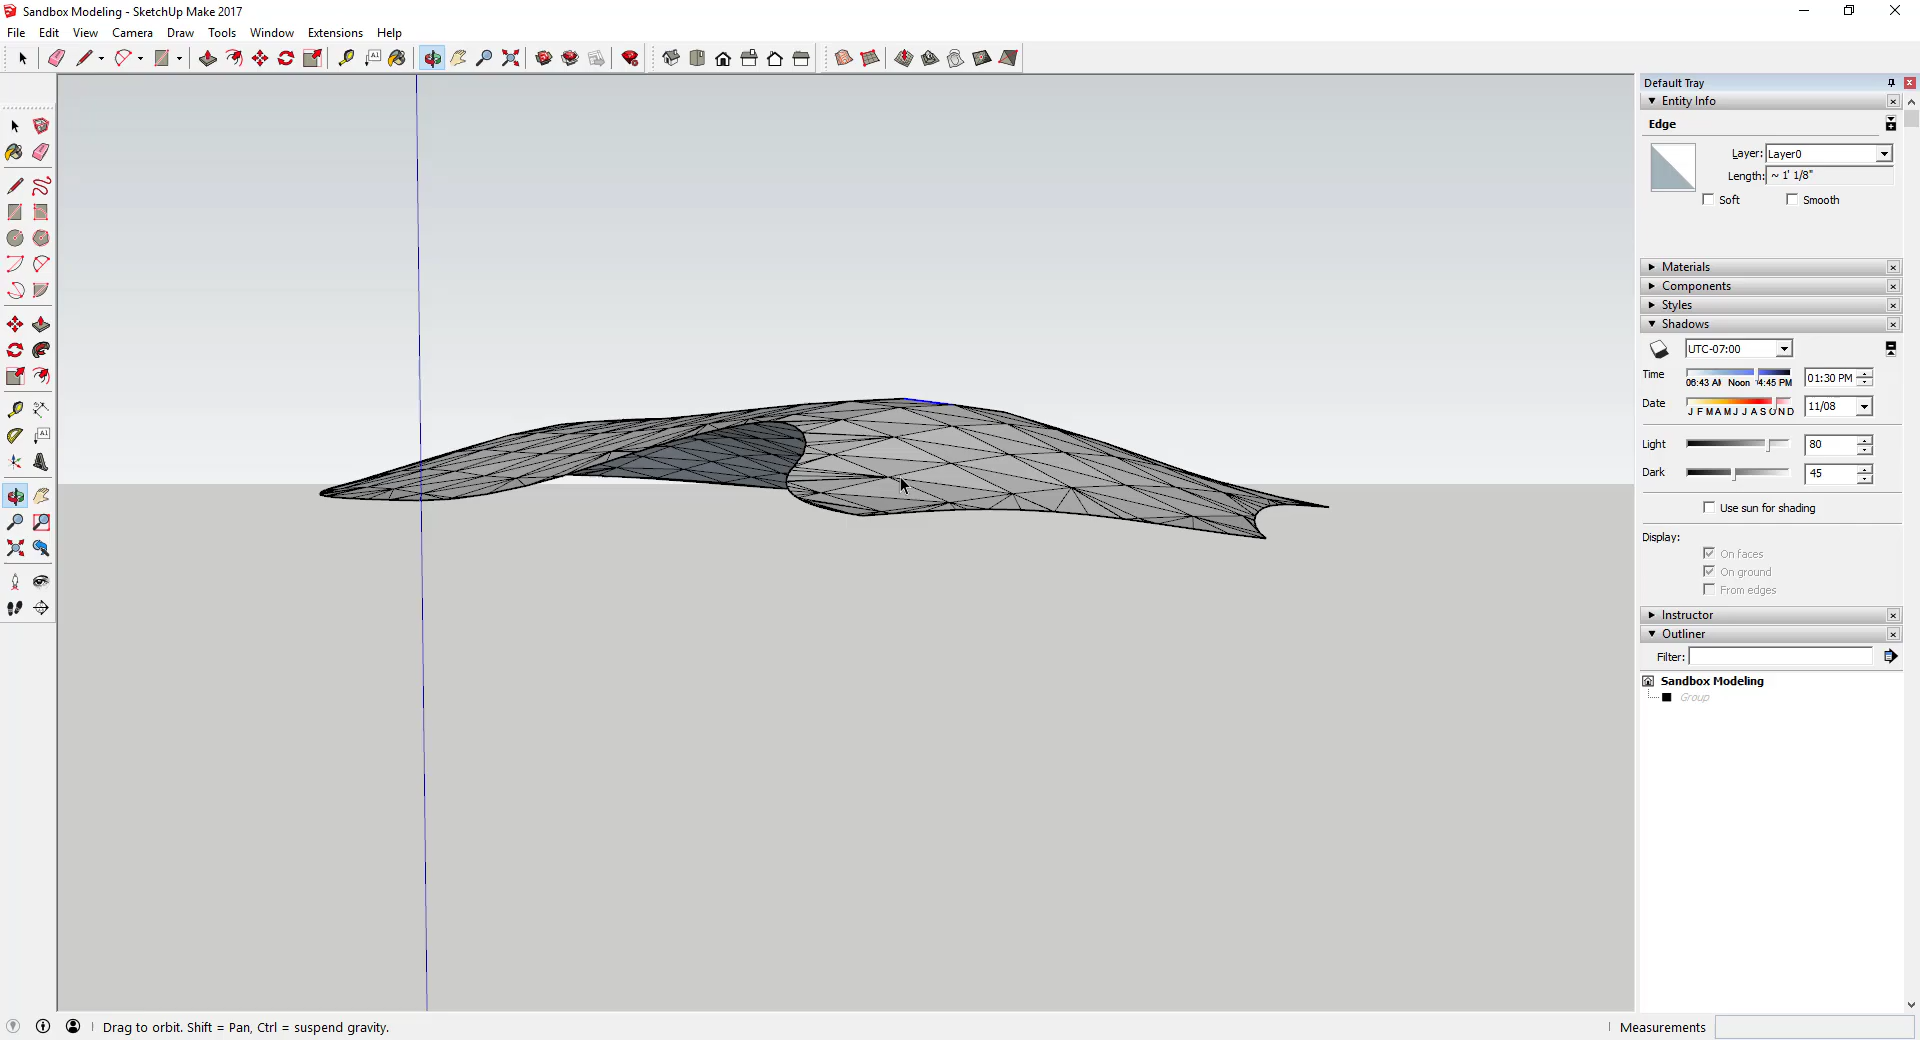 Sandbox Modeling - SketchUp Make 2017
File Edit View Camera Draw Tools Window Extensions Help
A1
Default Tray
Entity Info
Edge
Layer: Layer0
Length: ~ 1' 1/8"
Soft Smooth
Materials
Components
Styles
Shadows
UTC-07:00
Time 06:43 AM Noon 4:45 PM 01:30 PM
Date J F M A M J J A S O N D 11/08
Light 80
Dark 45
Use sun for shading
Display:
On faces
On ground
From edges
Instructor
Outliner
Filter:
Sandbox Modeling
Group
A1
Drag to orbit. Shift = Pan, Ctrl = suspend gravity.
Measurements